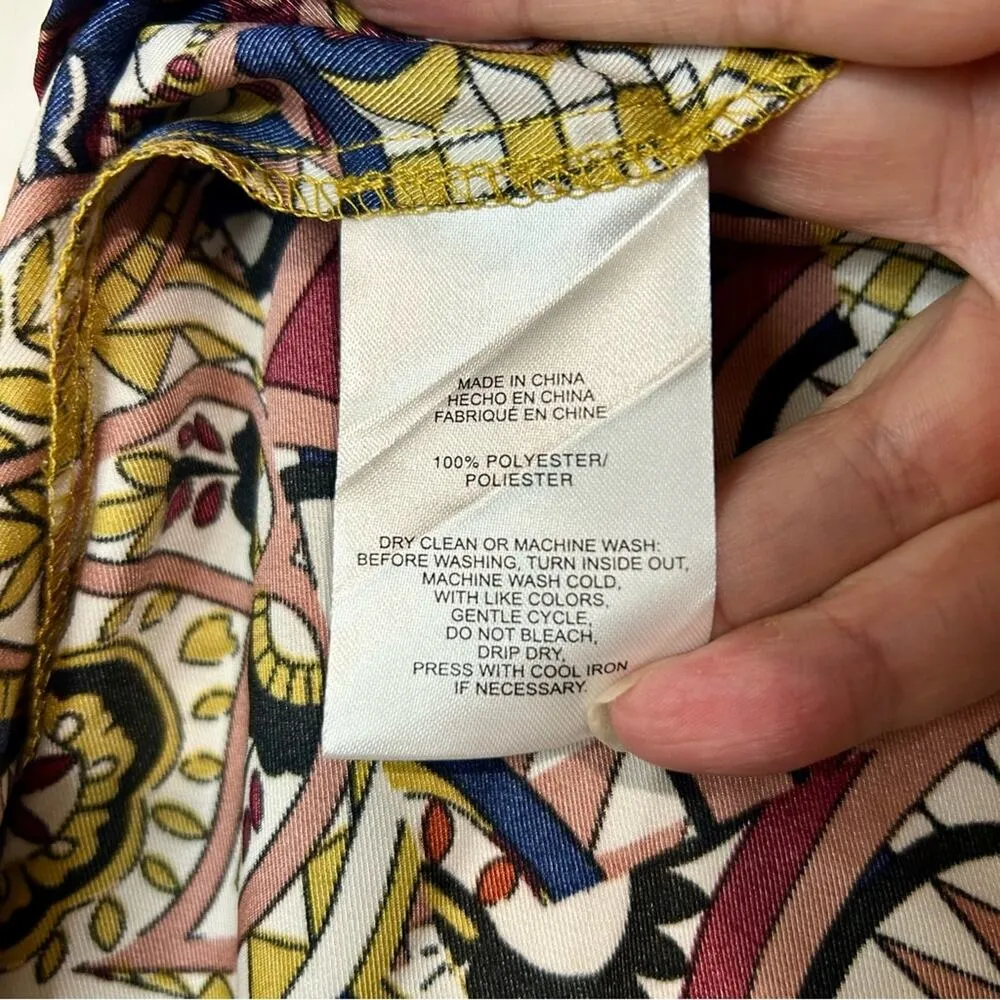 MADE IN CHINA
HECHO EN CHINA
FABRIQUÉ EN CHINE
100% POLYESTER/
POLIESTER
DRY CLEAN OR MACHINE WASH:
BEFORE WASHING, TURN INSIDE OUT,
MACHINE WASH COLD,
WITH LIKE COLORS,
GENTLE CYCLE,
DO NOT BLEACH,
DRIP DRY,
PRESS WITH COOL IRON
IF NECESSARY.